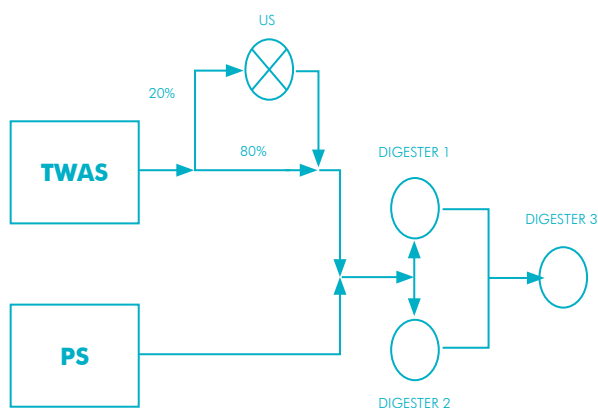 US
20%
80%
TWAS
DIGESTER 1
DIGESTER 3
PS
DIGESTER 2